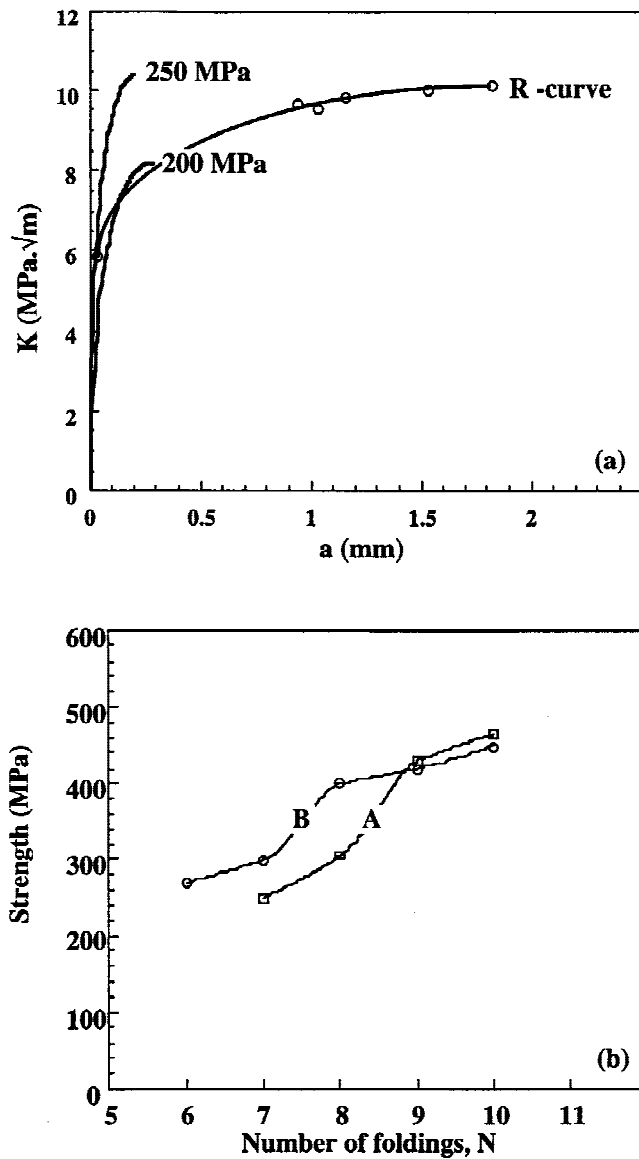 12
10
8
6
4
2
0
K (MPa.√m)
250 MPa
200 MPa
R -curve
(a)
0 0.5 1 1.5 2
a (mm)
600
500
400
300
200
100
0
Strength (MPa)
B
A
(b)
5 6 7 8 9 10 11
Number of foldings, N